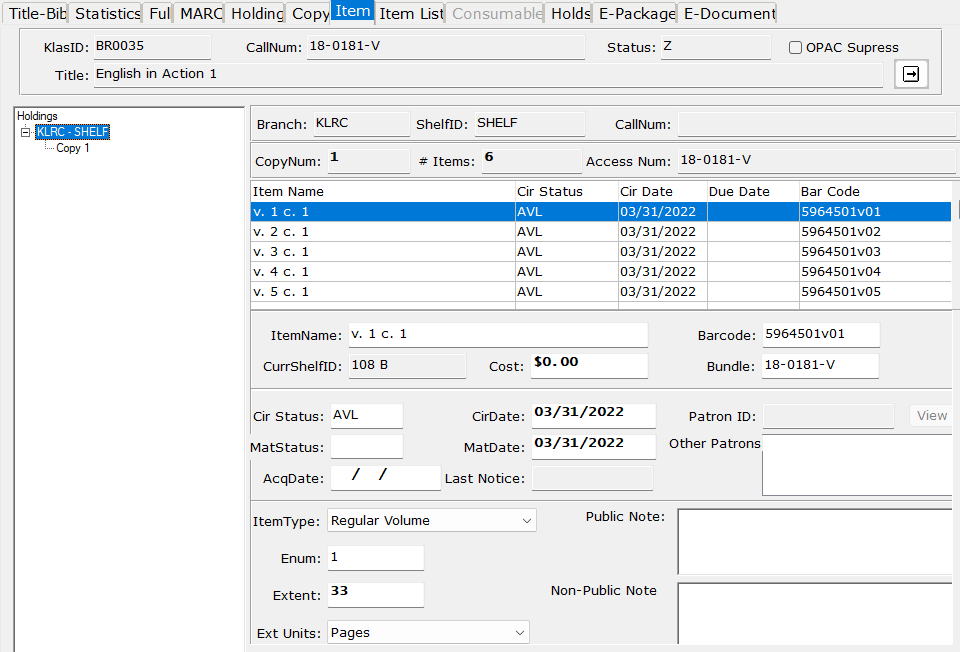 Title-Bib Statistics Ful MARC Holding Copy Item Item List Consumable Holds E-Package E-Document
KlasID: BR0035 CallNum: 18-0181-V Status: Z OPAC Supress
Title: English in Action 1
Holdings
KLRC - SHELF
Copy 1
Branch: KLRC ShelfID: SHELF CallNum:
CopyNum: 1 # Items: 6 Access Num: 18-0181-V
Item Name Cir Status Cir Date Due Date Bar Code
v. 1 c. 1 AVL 03/31/2022 5964501v01
v. 2 c. 1 AVL 03/31/2022 5964501v02
v. 3 c. 1 AVL 03/31/2022 5964501v03
v. 4 c. 1 AVL 03/31/2022 5964501v04
v. 5 c. 1 AVL 03/31/2022 5964501v05
ItemName: v. 1 c. 1 Barcode: 5964501v01
CurrShelfID: 108 B Cost: $0.00 Bundle: 18-0181-V
Cir Status: AVL CirDate: 03/31/2022 Patron ID: View
MatStatus: MatDate: 03/31/2022 Other Patrons
AcqDate: / / Last Notice:
ItemType: Regular Volume Public Note:
Enum: 1
Extent: 33 Non-Public Note
Ext Units: Pages